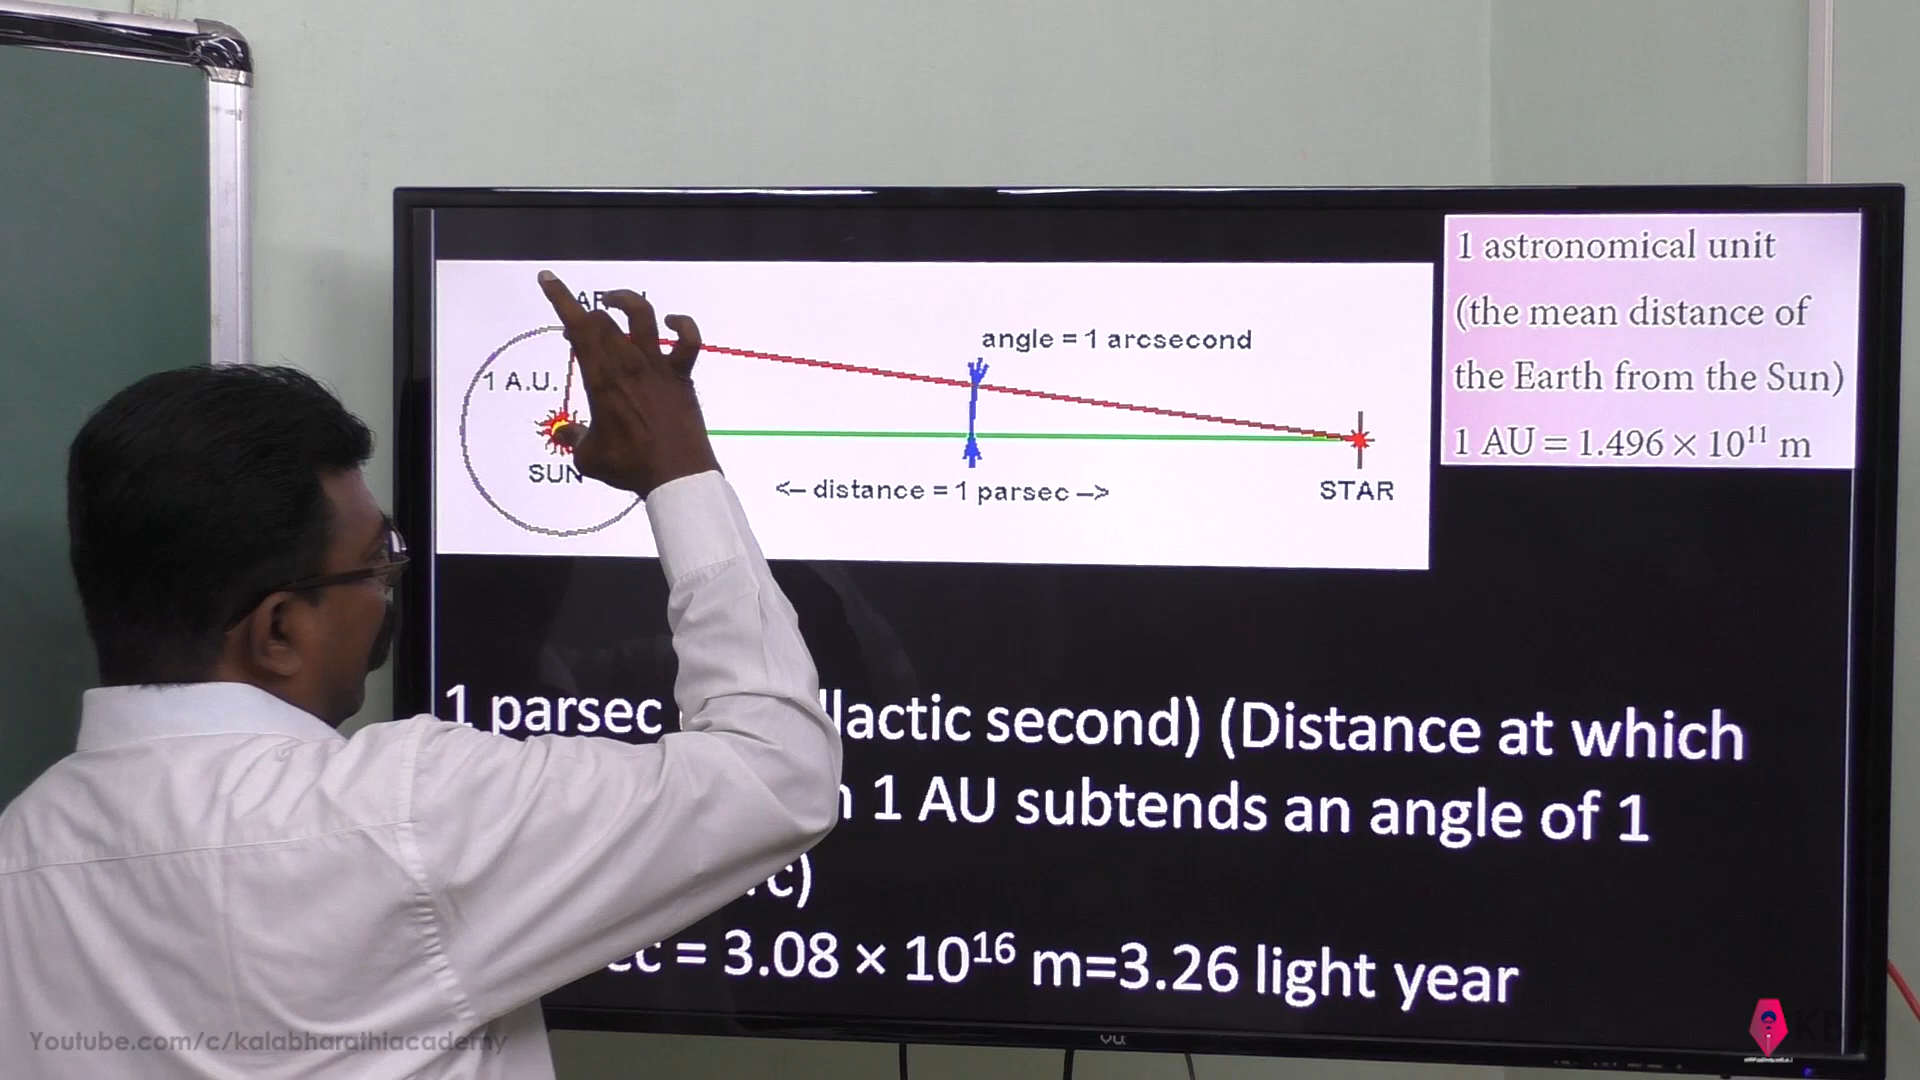 angle = 1 arcsecond
1 A.U.
SUN
<– distance = 1 parsec –>
STAR
1 astronomical unit
(the mean distance of
the Earth from the Sun)
1 AU = 1.496 × 10¹¹ m
1 parsec llactic second) (Distance at which
1 AU subtends an angle of 1
= 3.08 × 10¹⁶ m=3.26 light year
Youtube.com/c/kalabharathiacademy